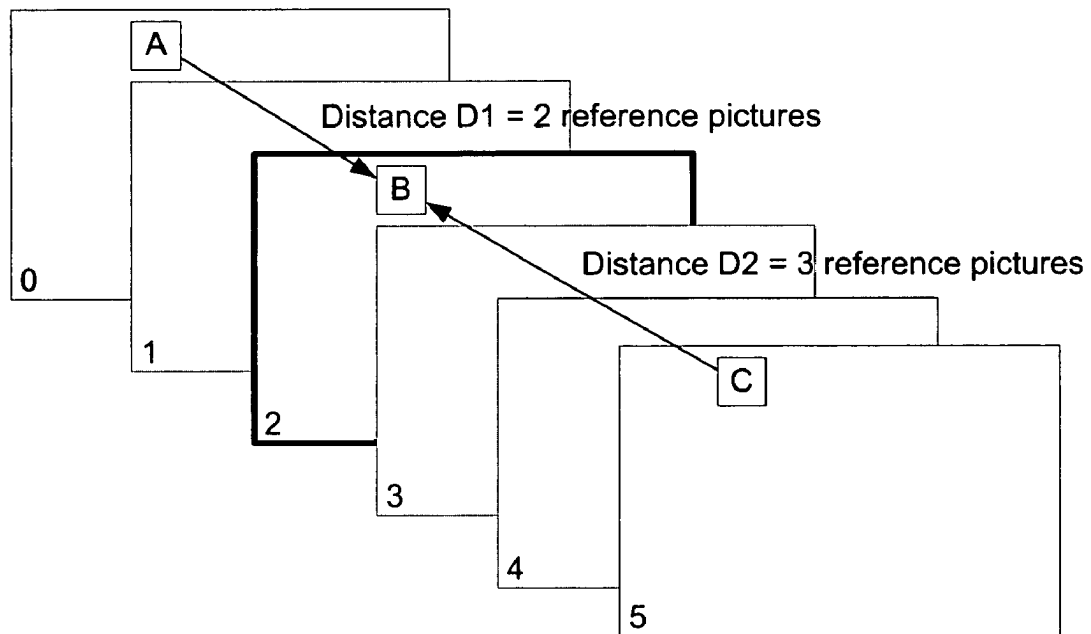 A
Distance D1 = 2 reference pictures
B
Distance D2 = 3 reference pictures
0
1
C
2
3
4
5